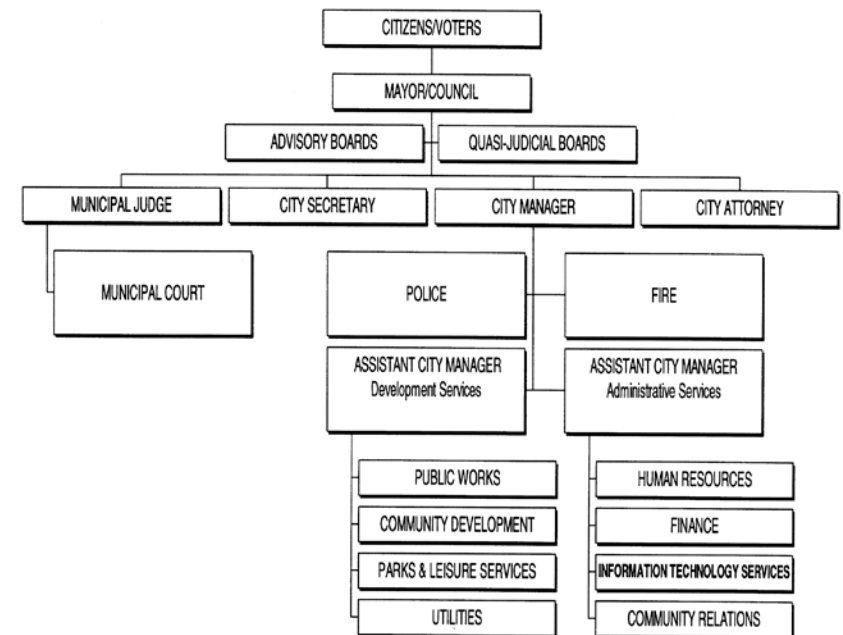 CITIZENS/VOTERS
MAYOR/COUNCIL
ADVISORY BOARDS
QUASI-JUDICIAL BOARDS
MUNICIPAL JUDGE
CITY SECRETARY
CITY MANAGER
CITY ATTORNEY
MUNICIPAL COURT
POLICE
FIRE
ASSISTANT CITY MANAGER
Development Services
ASSISTANT CITY MANAGER
Administrative Services
PUBLIC WORKS
COMMUNITY DEVELOPMENT
PARKS & LEISURE SERVICES
UTILITIES
HUMAN RESOURCES
FINANCE
INFORMATION TECHNOLOGY SERVICES
COMMUNITY RELATIONS